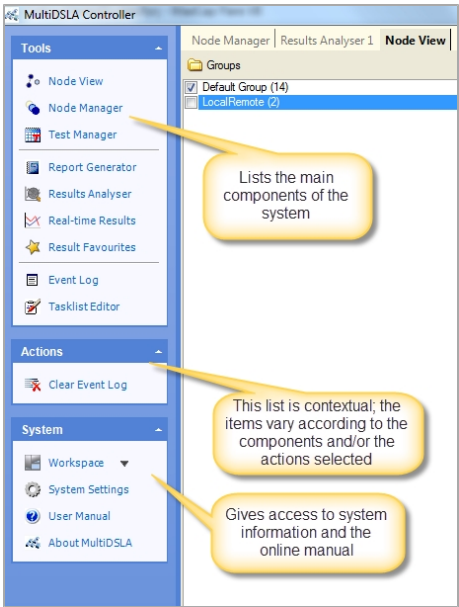 MultiDSLA Controller
Tools
Node View
Node Manager
Test Manager
Report Generator
Results Analyser
Real-time Results
Result Favourites
Event Log
Tasklist Editor
Actions
Clear Event Log
System
Workspace
System Settings
User Manual
About MultiDSLA
Node Manager Results Analyser 1 Node View
Groups
Default Group (14)
LocalRemote (2)
Lists the main
components of the
system
This list is contextual; the
items vary according to the
components and/or the
actions selected
Gives access to system
information and the
online manual